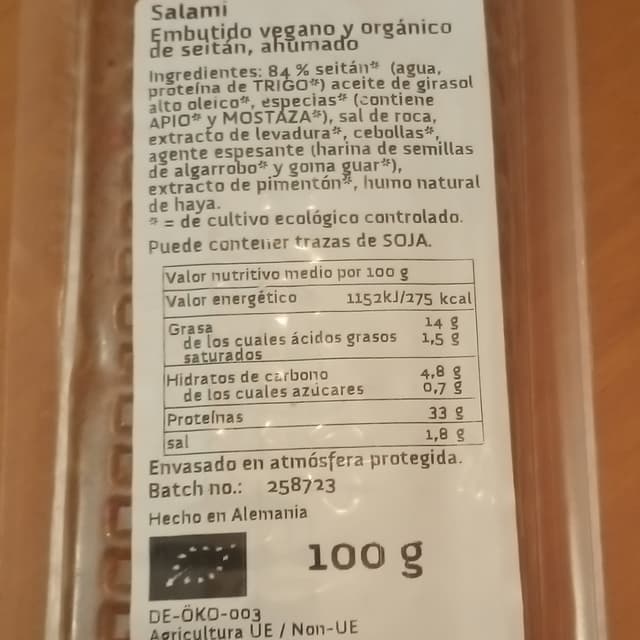 Salami
Embutido vegano y orgánico
de seitán, ahumado
Ingredientes: 84 % seitán* (agua,
proteína de TRIGO*) aceite de girasol
alto oleico*, especias* (contiene
APIO* y MOSTAZA*), sal de roca,
extracto de levadura*, cebollas*,
agente espesante (harina de semillas
de algarrobo* y goma guar*),
extracto de pimentón*, humo natural
de haya.
* = de cultivo ecológico controlado.
Puede contener trazas de SOJA.
Valor nutritivo medio por 100 g
Valor energético 1152kJ/275 kcal
Grasa 14 g
de los cuales ácidos grasos 1,5 g
saturados
Hidratos de carbono 4,8 g
de los cuales azúcares 0,7 g
Proteínas 33 g
sal 1,8 g
Envasado en atmósfera protegida.
Batch no.: 258723
Hecho en Alemania
100 g
DE-ÖKO-003
Agricultura UE / Non-UE